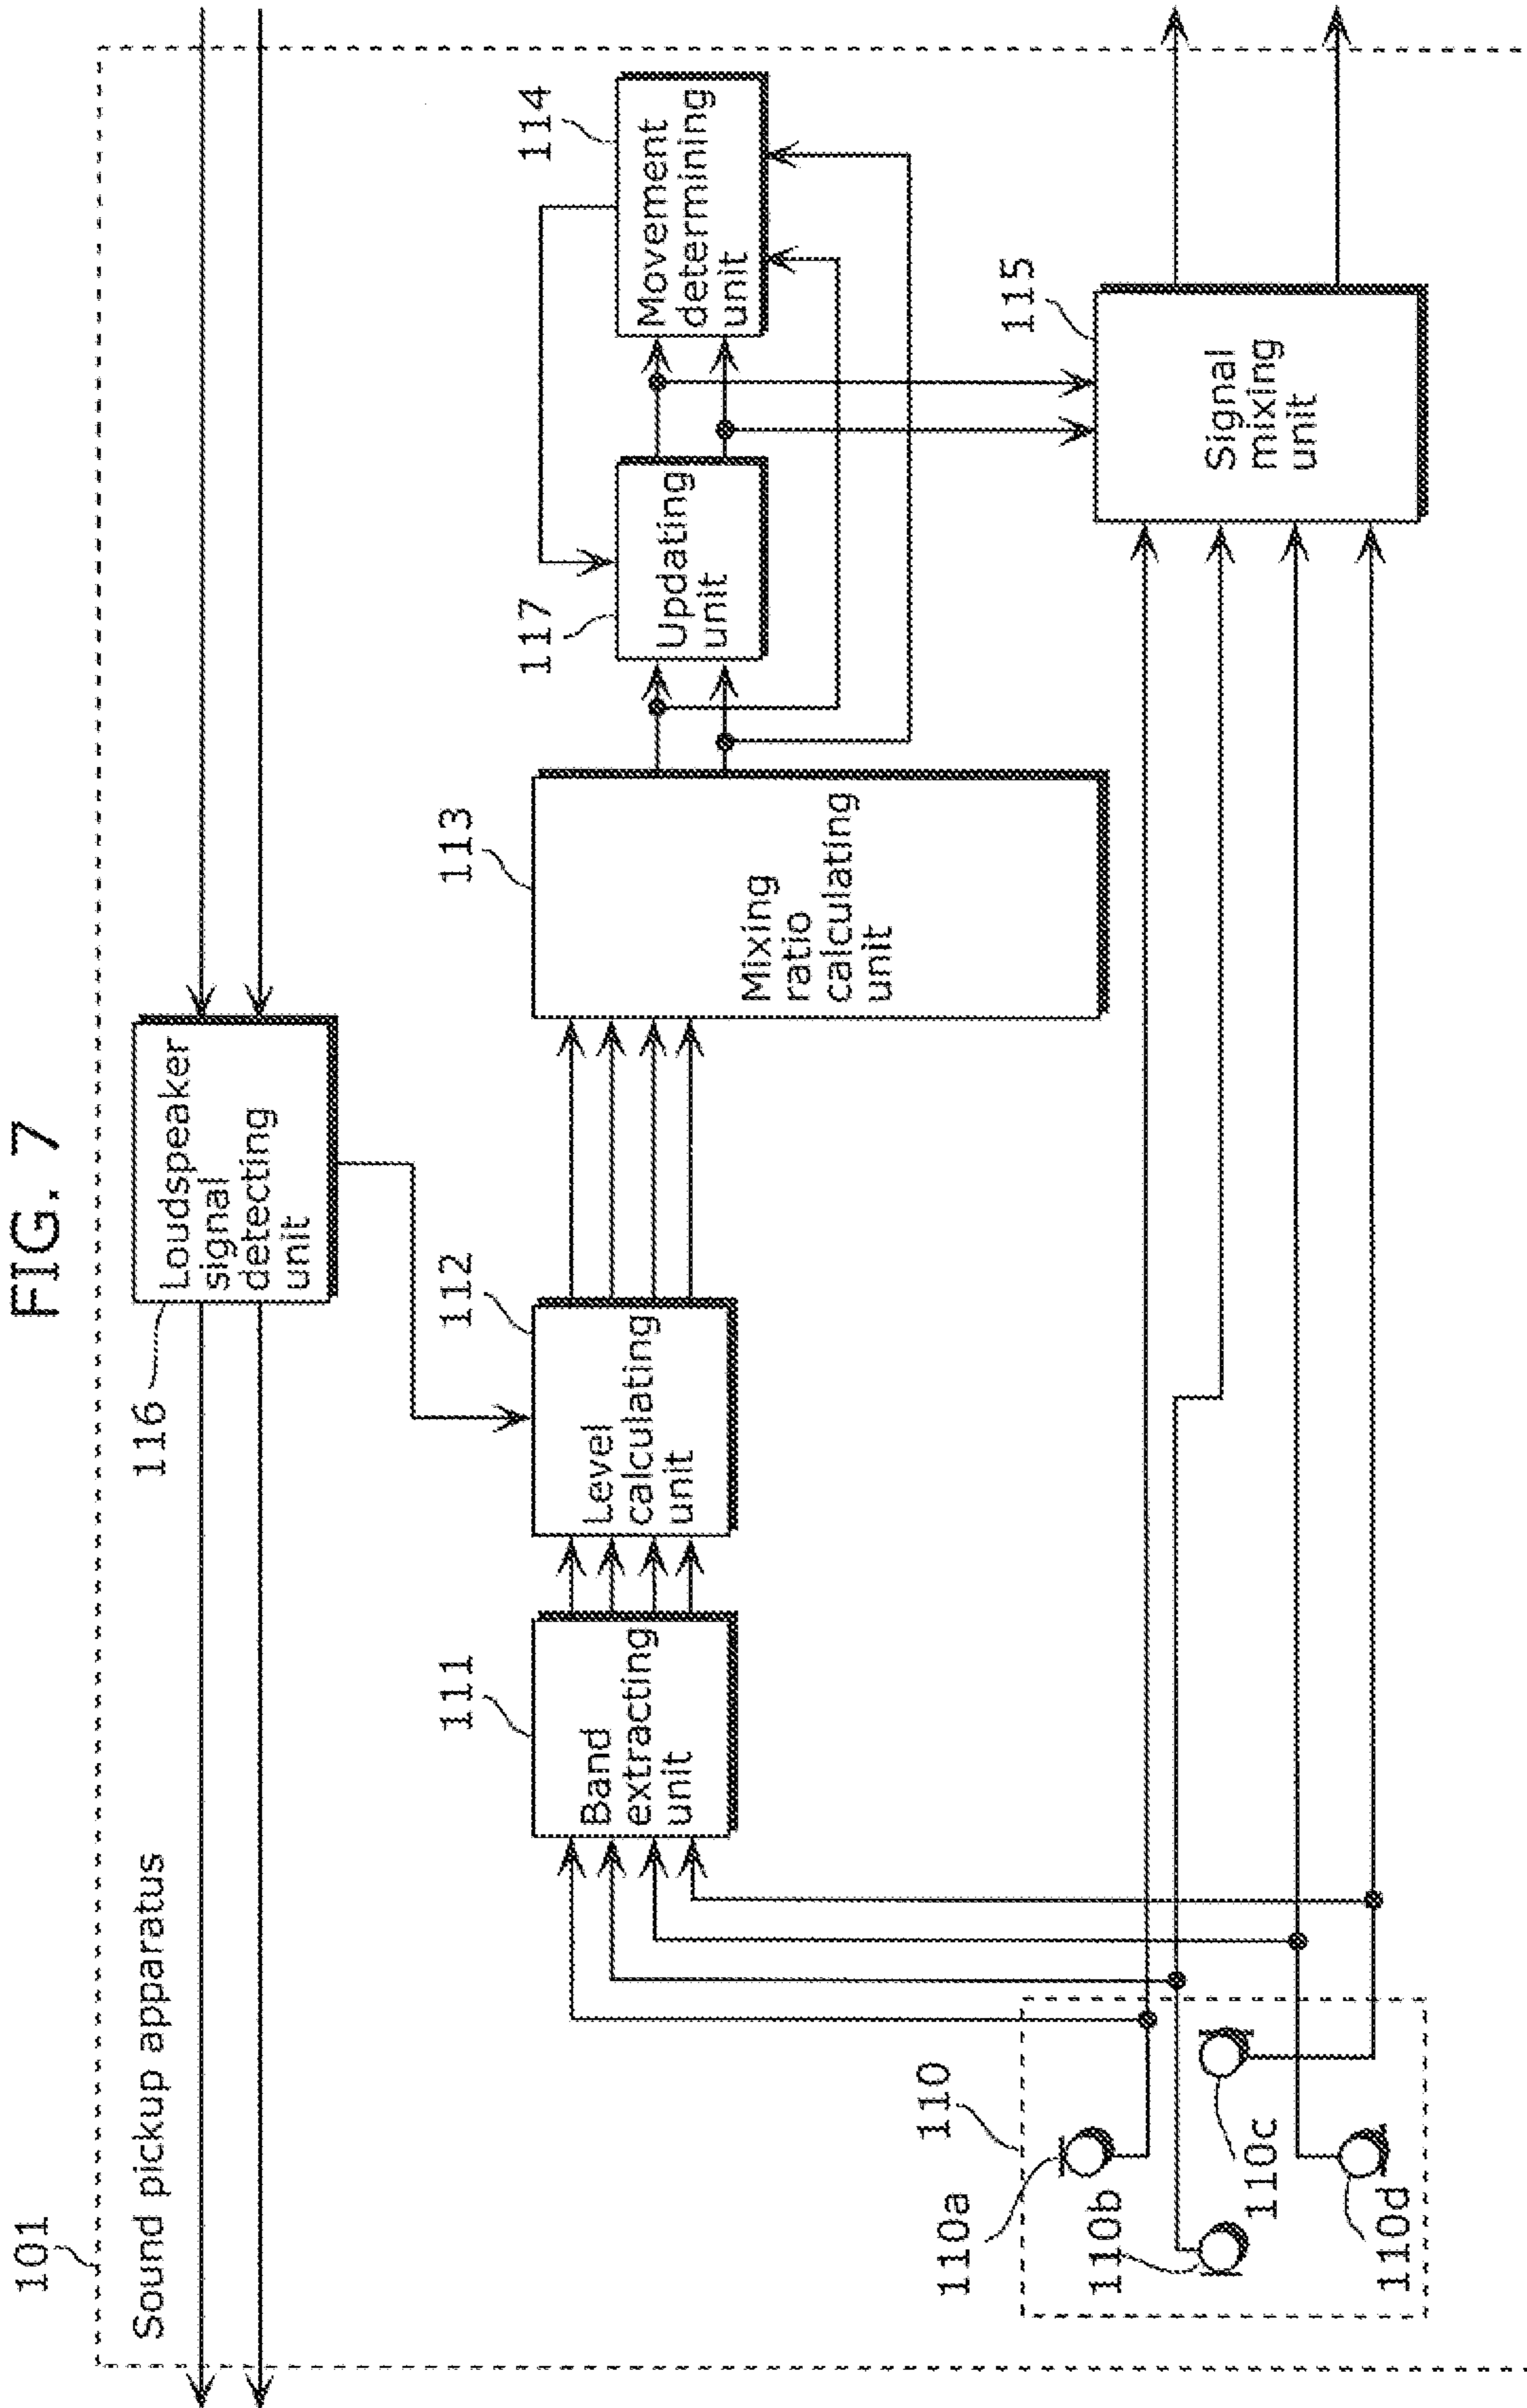 FIG. 7
101
Sound pickup apparatus
116
Loudspeaker
signal
detecting
unit
111
Band
extracting
unit
112
Level
calculating
unit
113
Mixing
ratio
calculating
unit
117
Updating
unit
114
Movement
determining
unit
110
110a
110b
110c
110d
115
Signal
mixing
unit